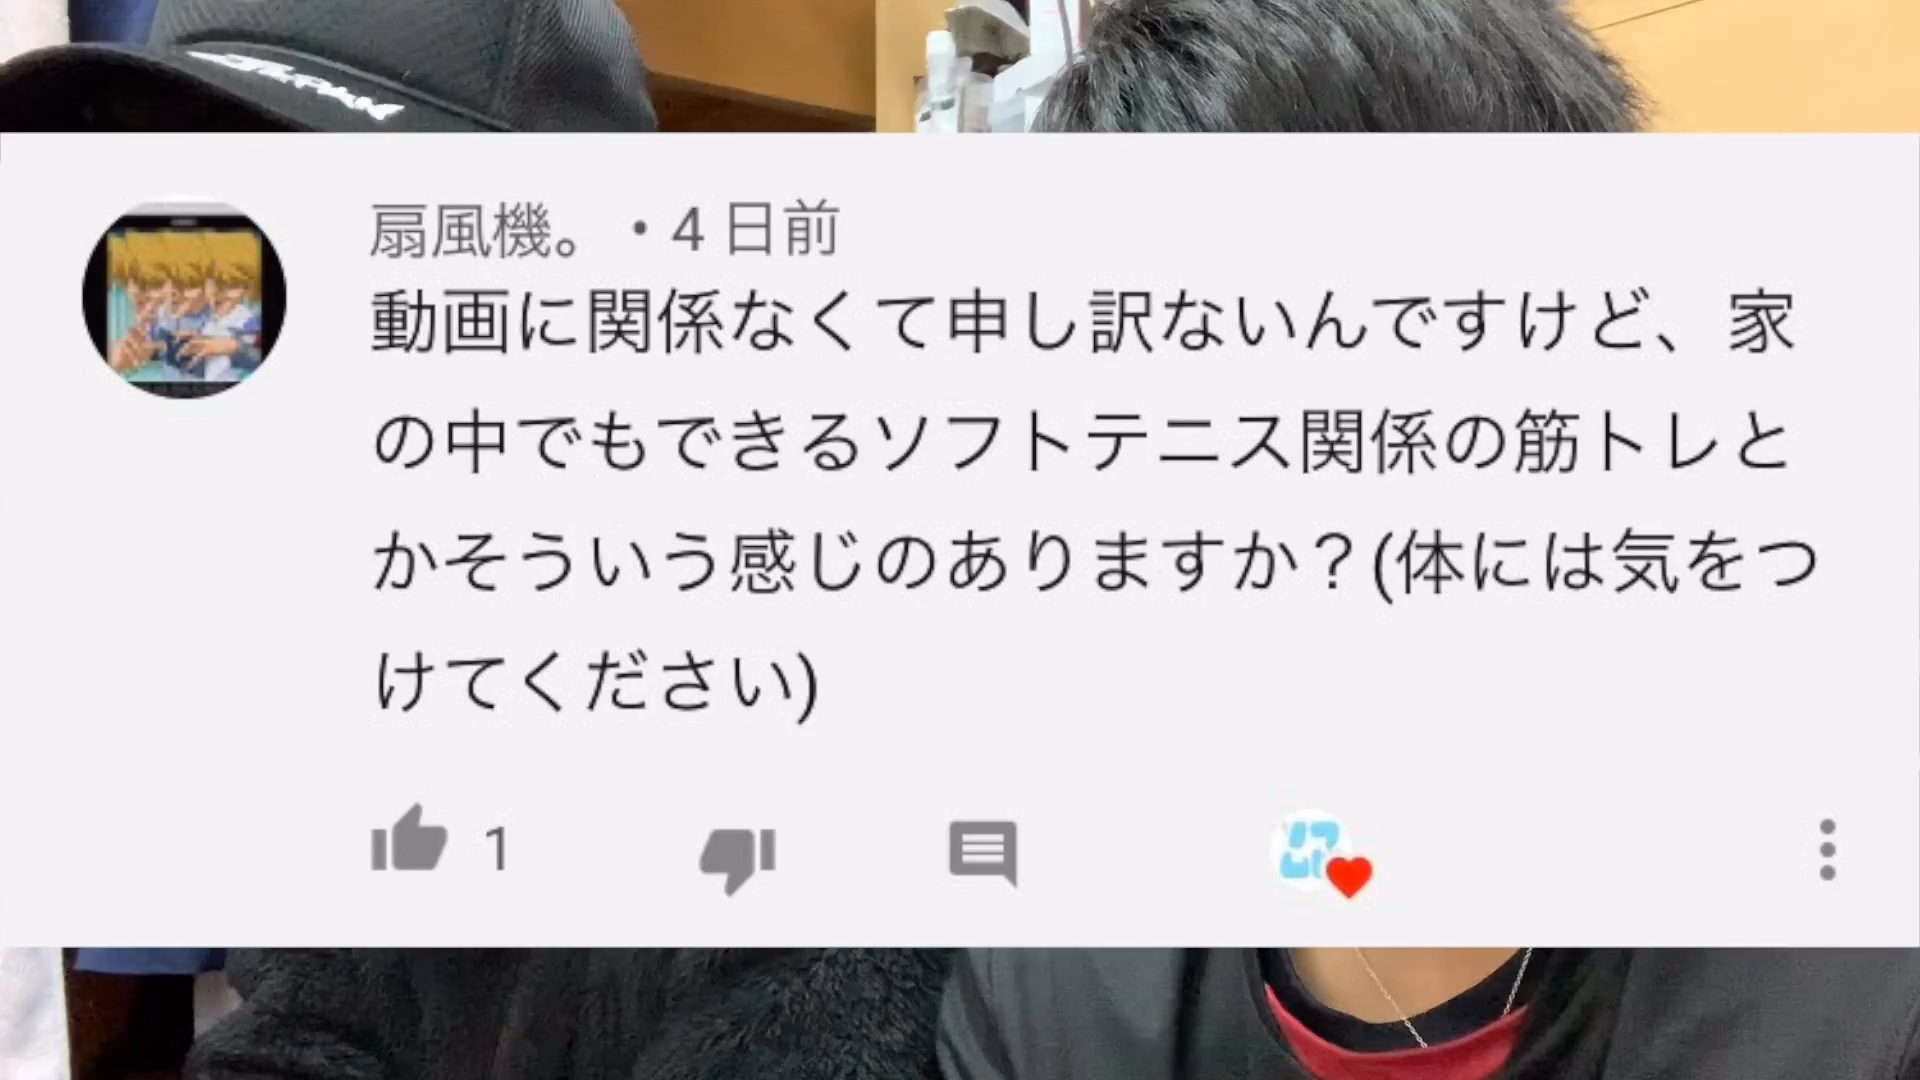 扇風機。・4 日前
動画に関係なくて申し訳ないんですけど、家
の中でもできるソフトテニス関係の筋トレと
かそういう感じのありますか？(体には気をつ
けてください)
1